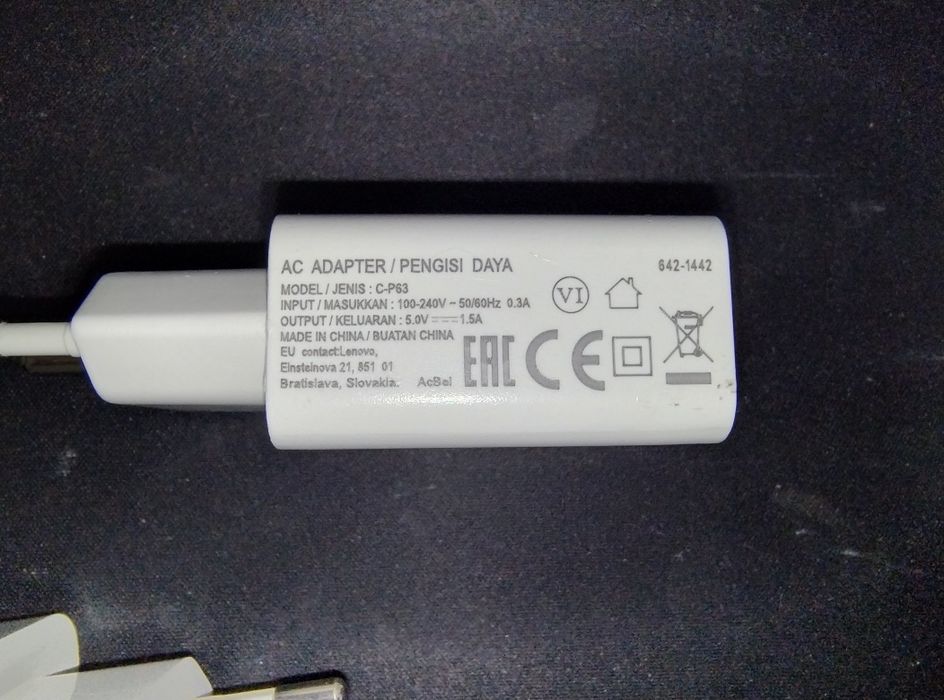 AC ADAPTER / PENGISI DAYA
642-1442
MODEL / JENIS : C-P63
INPUT / MASUKKAN : 100-240V ~ 50/60Hz 0.3A
OUTPUT / KELUARAN : 5.0V ⎓ 1.5A
MADE IN CHINA / BUATAN CHINA
EU contact:Lenovo,
Einsteinova 21, 851 01
Bratislava, Slovakia. AcBel
VI
EAC CE